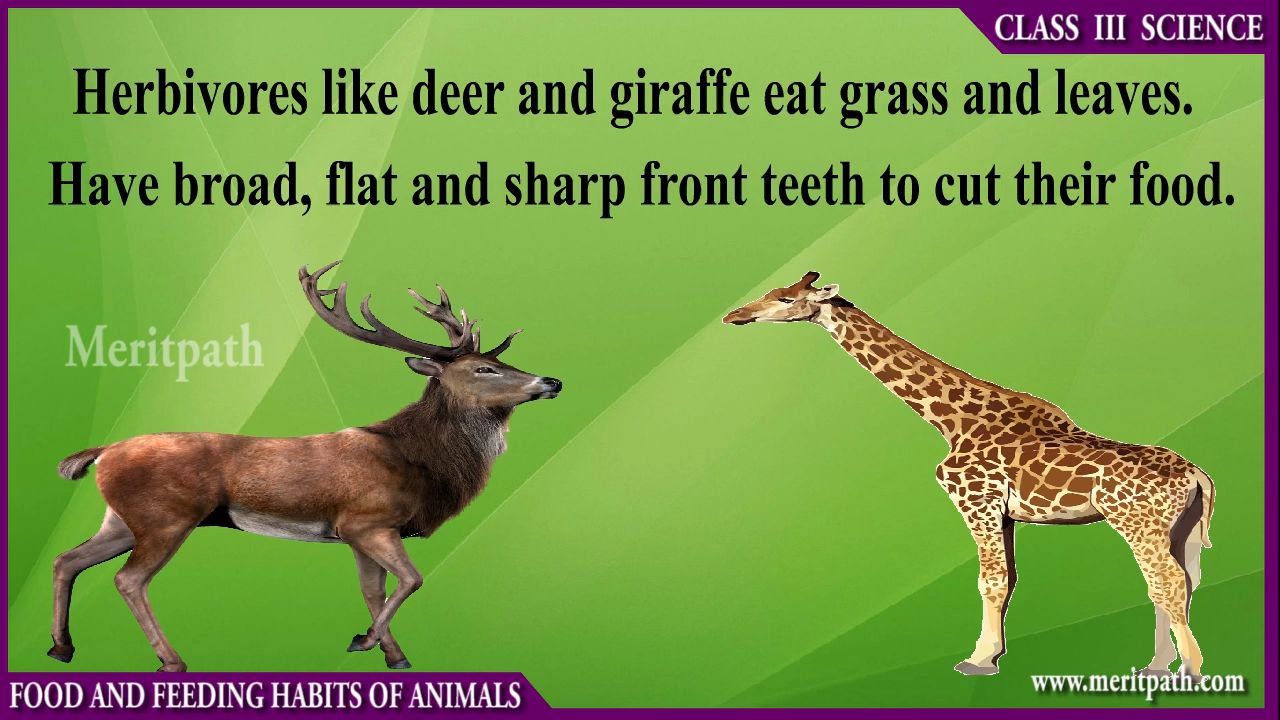 CLASS III SCIENCE
Herbivores like deer and giraffe eat grass and leaves.
Have broad, flat and sharp front teeth to cut their food.
Meritpath
FOOD AND FEEDING HABITS OF ANIMALS
www.meritpath.com